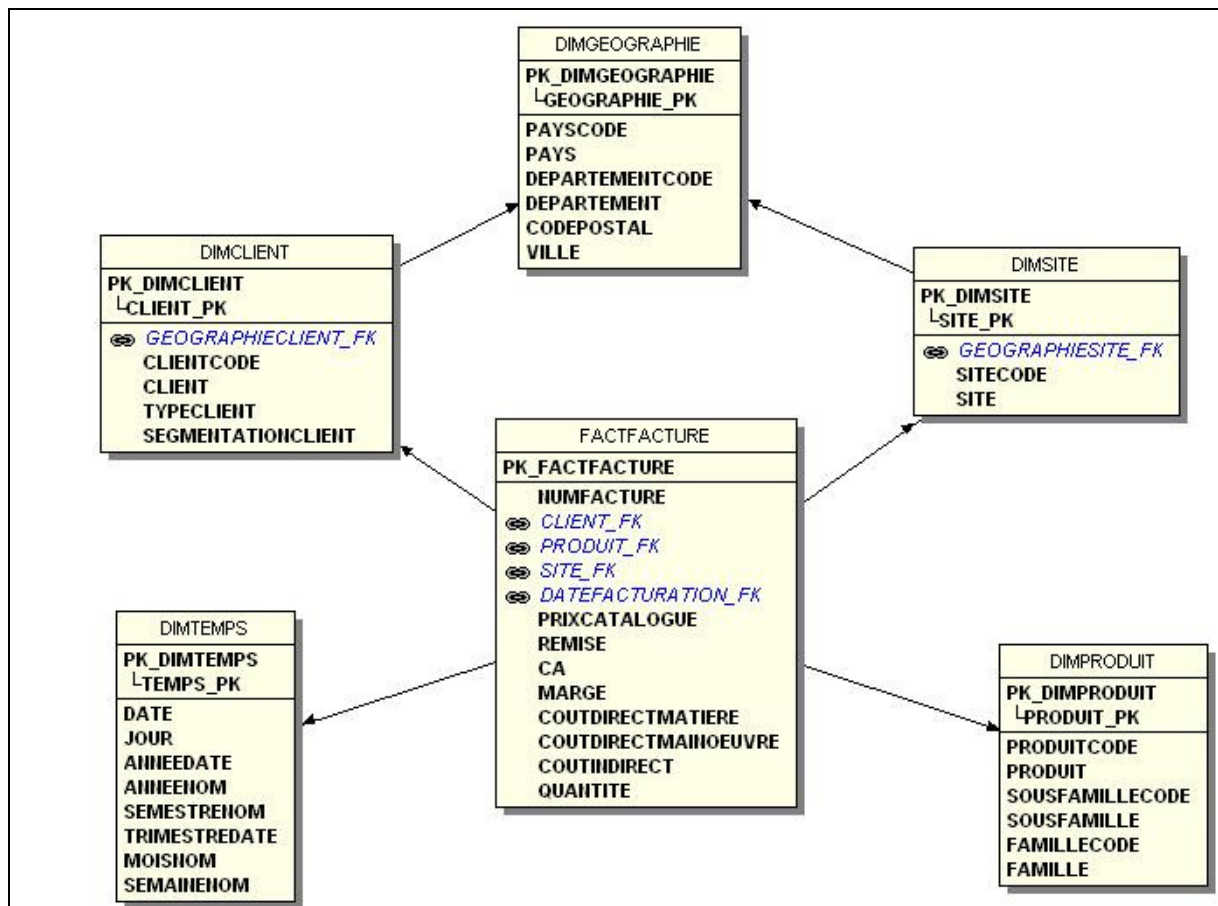 DIMGEOGRAPHIE
PK_DIMGEOGRAPHIE
GEOGRAPHIE_PK
PAYSCODE
PAYS
DEPARTEMENTCODE
DEPARTEMENT
CODEPOSTAL
VILLE
DIMCLIENT
PK_DIMCLIENT
CLIENT_PK
GEOGRAPHIECLIENT_FK
CLIENTCODE
CLIENT
TYPECLIENT
SEGMENTATIONCLIENT
DIMSITE
PK_DIMSITE
SITE_PK
GEOGRAPHIESITE_FK
SITECODE
SITE
FACTFACTURE
PK_FACTFACTURE
NUMFACTURE
CLIENT_FK
PRODUIT_FK
SITE_FK
DATEFACTURATION_FK
PRIXCATALOGUE
REMISE
CA
MARGE
COUTDIRECTMATIERE
COUTDIRECTMAINOEUVRE
COUTINDIRECT
QUANTITE
DIMTEMPS
PK_DIMTEMPS
TEMPS_PK
DATE
JOUR
ANNEEDATE
ANNEENOM
SEMESTRENOM
TRIMESTREDATE
MOISNOM
SEMAINENOM
DIMPRODUIT
PK_DIMPRODUIT
PRODUIT_PK
PRODUITCODE
PRODUIT
SOUSFAMILLECODE
SOUSFAMILLE
FAMILLECODE
FAMILLE